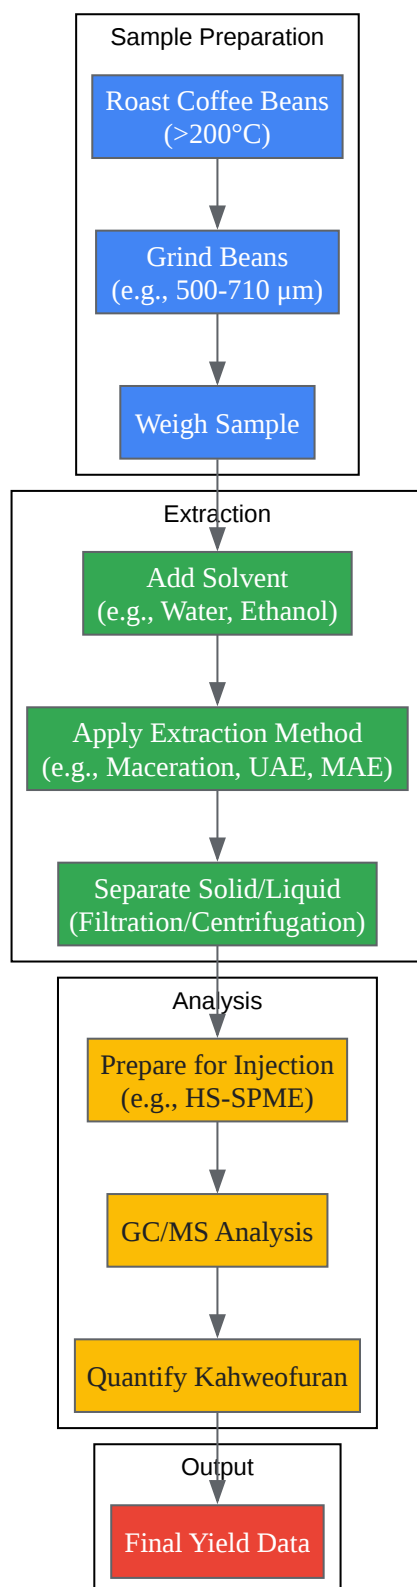 Sample Preparation
Roast Coffee Beans
(>200°C)
Grind Beans
(e.g., 500-710 μm)
Weigh Sample
Extraction
Add Solvent
(e.g., Water, Ethanol)
Apply Extraction Method
(e.g., Maceration, UAE, MAE)
Separate Solid/Liquid
(Filtration/Centrifugation)
Analysis
Prepare for Injection
(e.g., HS-SPME)
GC/MS Analysis
Quantify Kahweofuran
Output
Final Yield Data